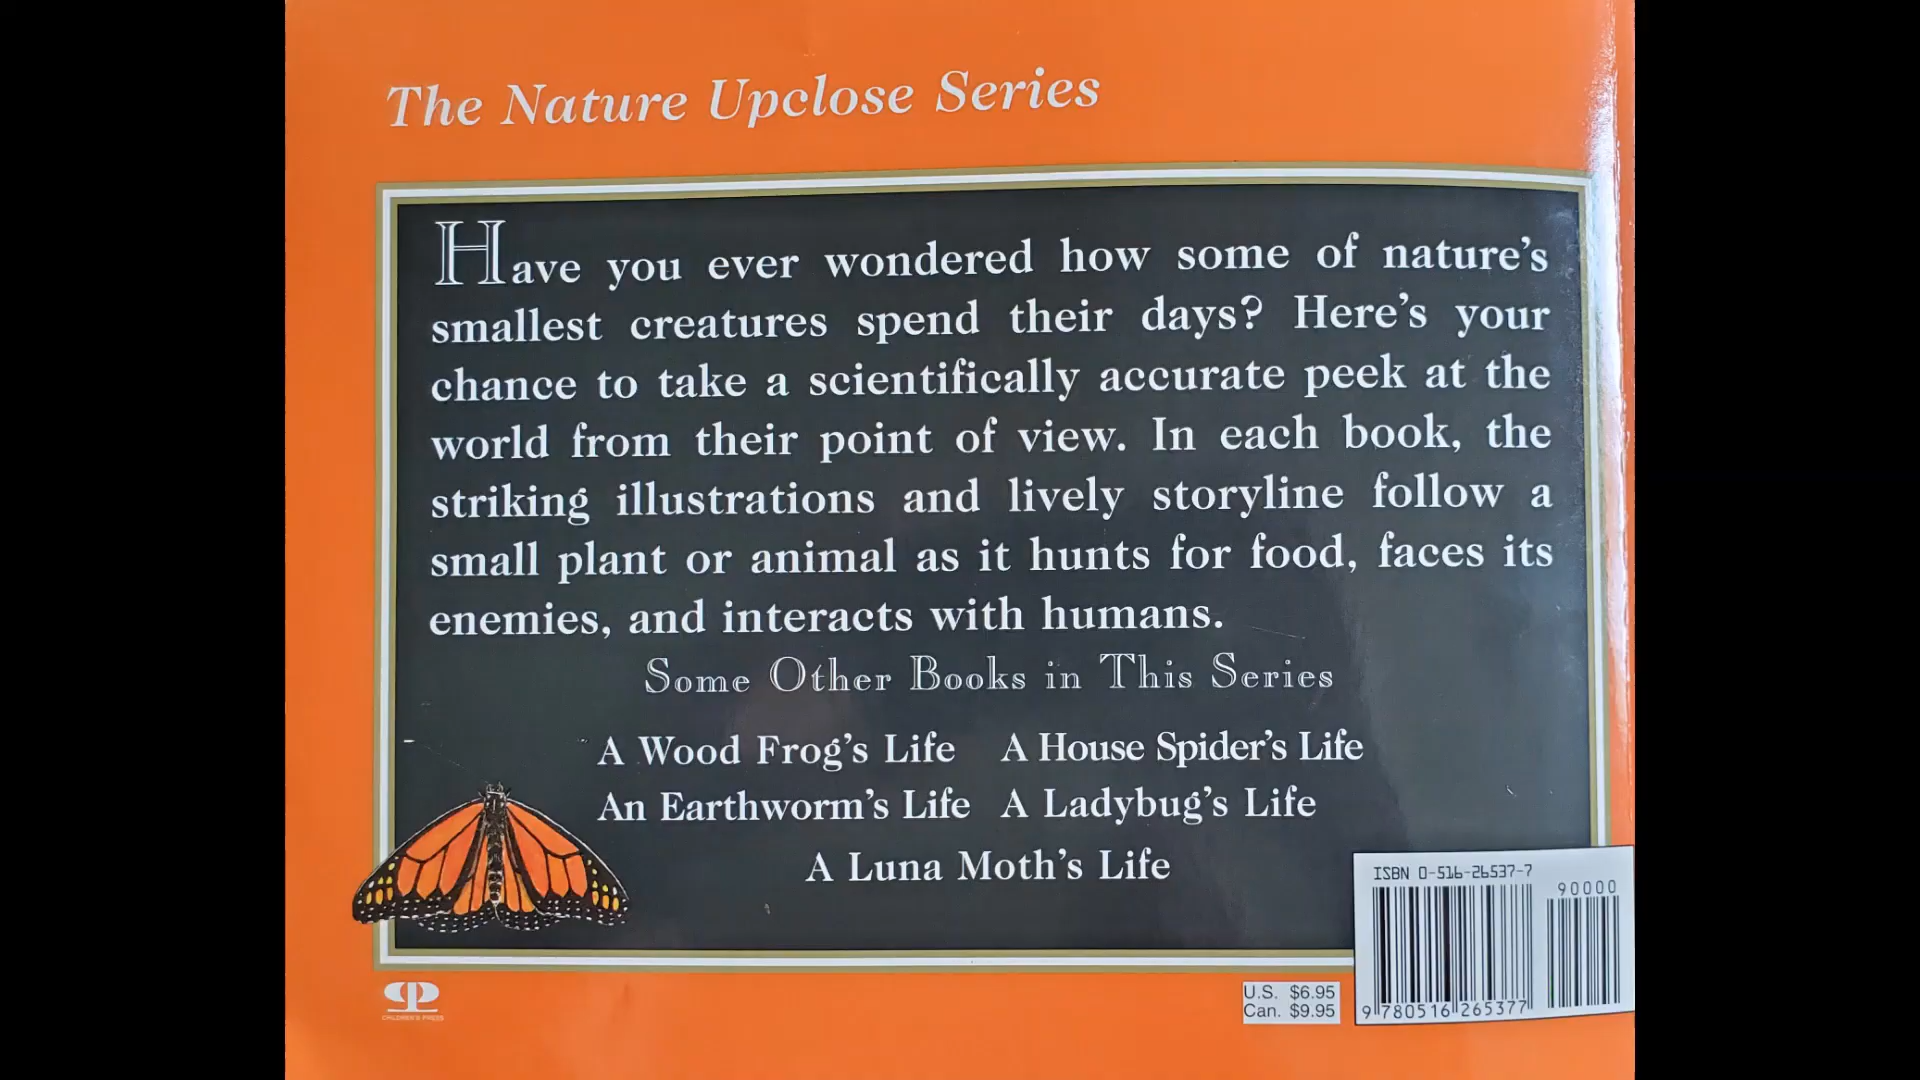 The Nature Upclose Series
Have you ever wondered how some of nature's
smallest creatures spend their days? Here's your
chance to take a scientifically accurate peek at the
world from their point of view. In each book, the
striking illustrations and lively storyline follow a
small plant or animal as it hunts for food, faces its
enemies, and interacts with humans.
Some Other Books in This Series
A Wood Frog's Life A House Spider's Life
An Earthworm's Life A Ladybug's Life
A Luna Moth's Life
ISBN 0-516-26537-7
90000
9 780516 265377
U.S. $6.95
Can. $9.95
CHILDREN'S PRESS